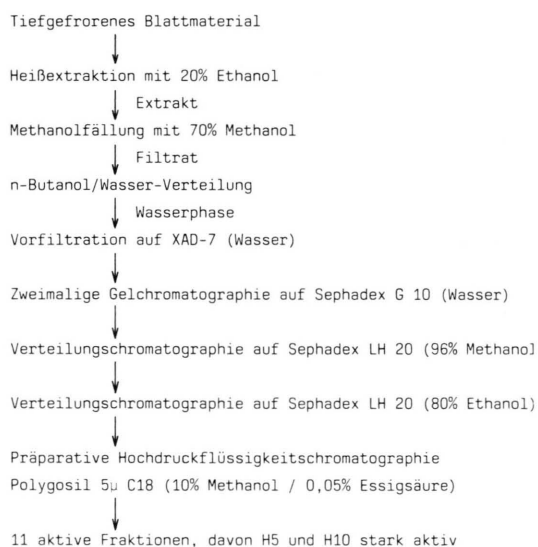 Tiefgefrorenes Blattmaterial
Heißextraktion mit 20% Ethanol
Extrakt
Methanolfällung mit 70% Methanol
Filtrat
n-Butanol/Wasser-Verteilung
Wasserphase
Vorfiltration auf XAD-7 (Wasser)
Zweimalige Gelchromatographie auf Sephadex G 10 (Wasser)
Verteilungschromatographie auf Sephadex LH 20 (96% Methanol
Verteilungschromatographie auf Sephadex LH 20 (80% Ethanol)
Präparative Hochdruckflüssigkeitschromatographie
Polygosil 5µ C18 (10% Methanol / 0,05% Essigsäure)
11 aktive Fraktionen, davon H5 und H10 stark aktiv